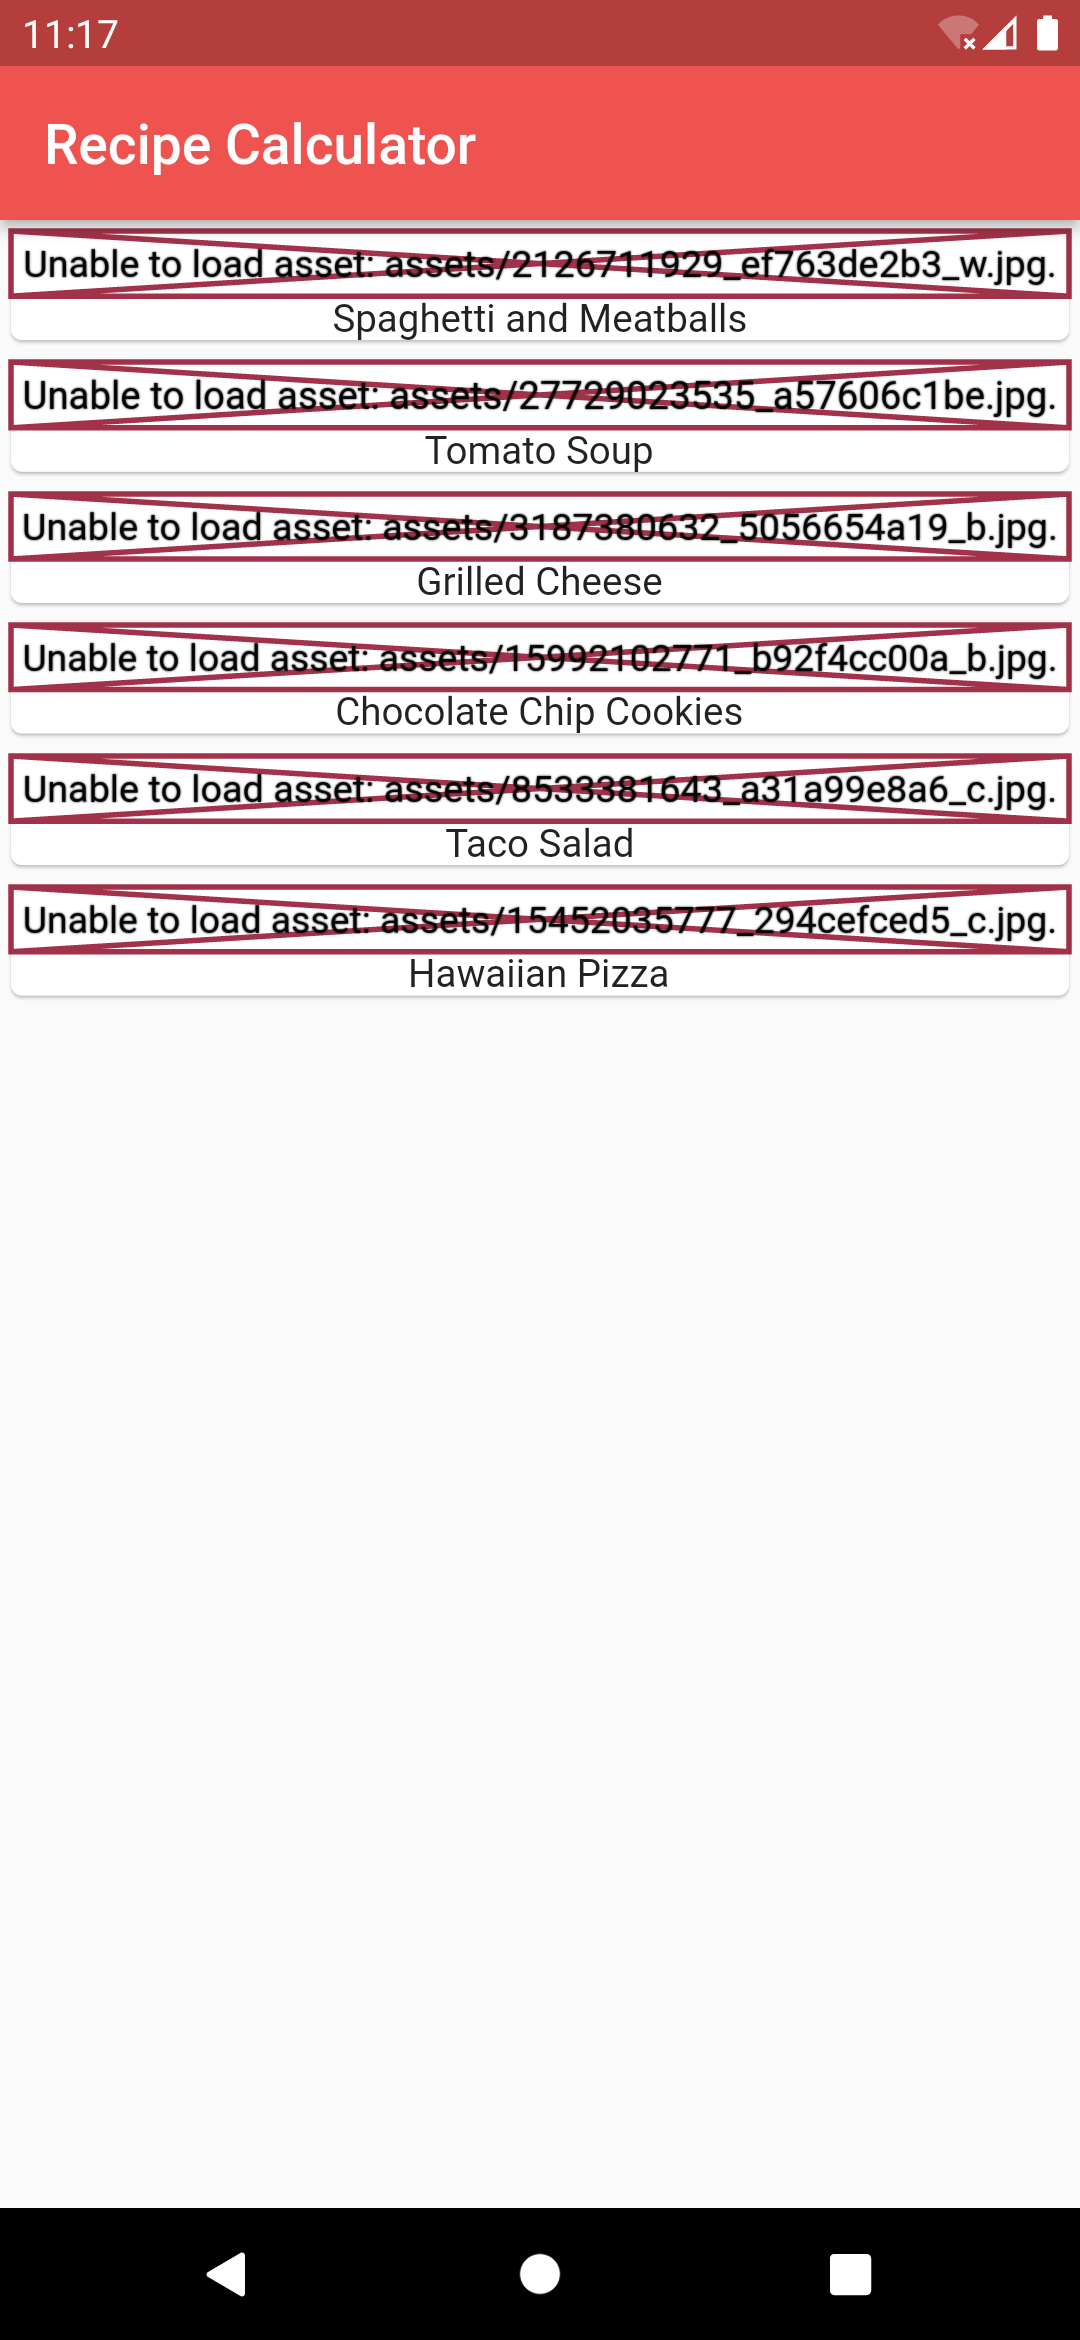 11:17
Recipe Calculator
Unable to load asset: assets/2126711929_ef763de2b3_w.jpg.
Spaghetti and Meatballs
Unable to load asset: assets/27729023535_a57606c1be.jpg.
Tomato Soup
Unable to load asset: assets/3187380632_5056654a19_b.jpg.
Grilled Cheese
Unable to load asset: assets/15992102771_b92f4cc00a_b.jpg.
Chocolate Chip Cookies
Unable to load asset: assets/8533381643_a31a99e8a6_c.jpg.
Taco Salad
Unable to load asset: assets/15452035777_294cefced5_c.jpg.
Hawaiian Pizza